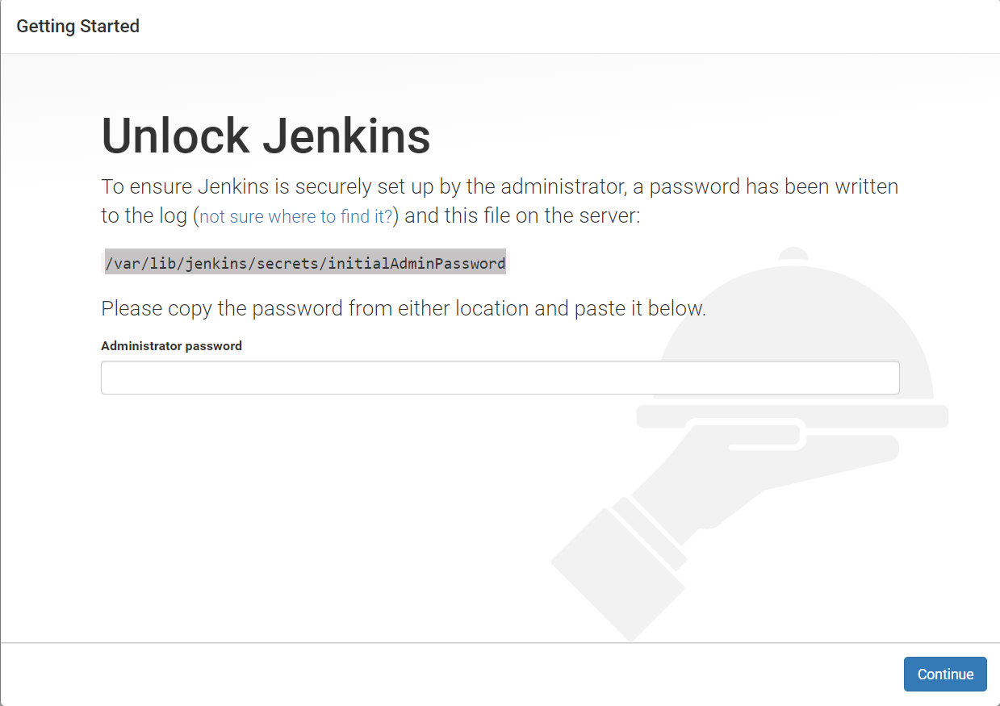 Getting Started
Unlock Jenkins
To ensure Jenkins is securely set up by the administrator, a password has been written
to the log (not sure where to find it?) and this file on the server:
/var/lib/jenkins/secrets/initialAdminPassword
Please copy the password from either location and paste it below.
Administrator password
Continue